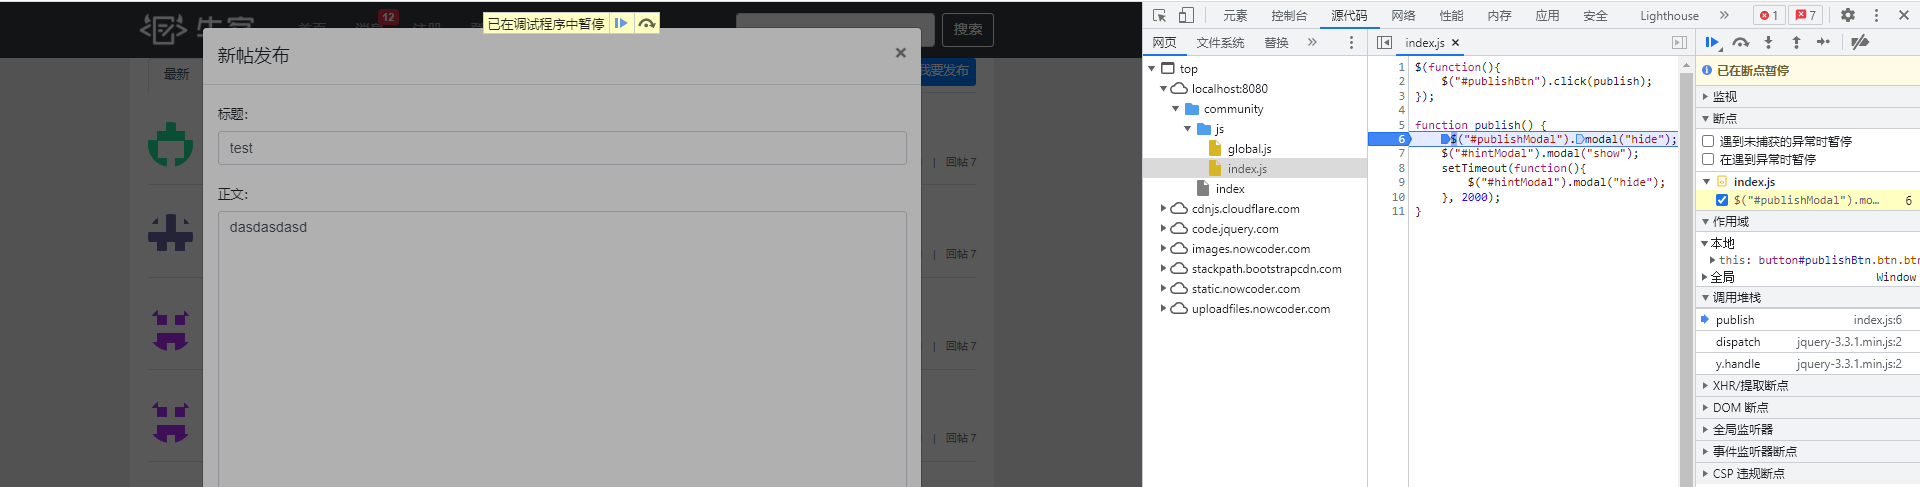 已在调试程序中暂停
牛客
首页
消息 12
注册
搜索
新帖发布
×
最新
我要发布
标题:
test
回帖 7
正文:
dasdasdasd
| 回帖 7
| 回帖 7
| 回帖 7
元素 控制台 源代码 网络 性能 内存 应用 安全 Lighthouse » 1 7
网页 文件系统 替换 »
top
localhost:8080
community
js
global.js
index.js
index
cdnjs.cloudflare.com
code.jquery.com
images.nowcoder.com
stackpath.bootstrapcdn.com
static.nowcoder.com
uploadfiles.nowcoder.com
index.js ×
1 $(function(){
2 $("#publishBtn").click(publish);
3 });
4
5 function publish() {
6 $("#publishModal").modal("hide");
7 $("#hintModal").modal("show");
8 setTimeout(function(){
9 $("#hintModal").modal("hide");
10 }, 2000);
11 }
已在断点暂停
监视
断点
遇到未捕获的异常时暂停
在遇到异常时暂停
index.js
$("#publishModal").mo… 6
作用域
本地
this: button#publishBtn.btn.btn
全局 Window
调用堆栈
publish index.js:6
dispatch jquery-3.3.1.min.js:2
y.handle jquery-3.3.1.min.js:2
XHR/提取断点
DOM 断点
全局监听器
事件监听器断点
CSP 违规断点